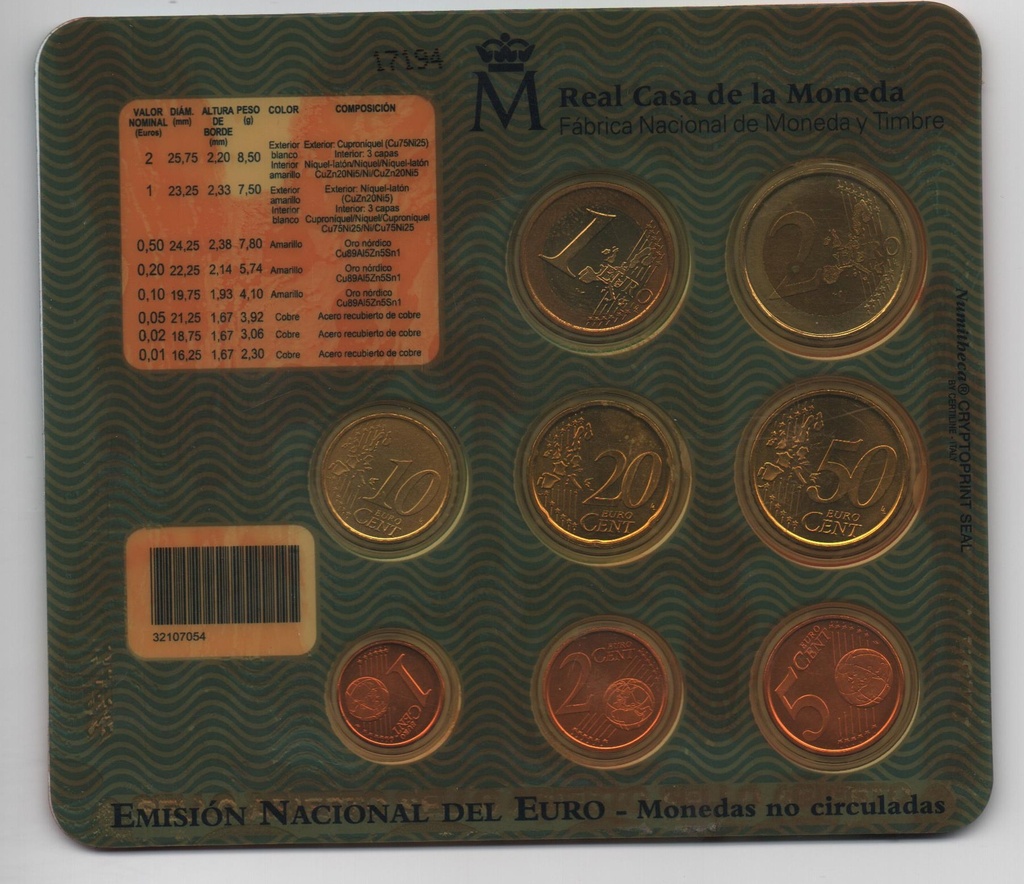 17194
M
Real Casa de la Moneda
Fábrica Nacional de Moneda y Timbre
VALOR NOMINAL (Euros) DIÁM. (mm) ALTURA DE BORDE (mm) PESO (g) COLOR COMPOSICIÓN
2 25,75 2,20 8,50 Exterior blanco Interior amarillo Exterior: Cuproníquel (Cu75Ni25) Interior: 3 capas Níquel-latón/Níquel/Níquel-latón CuZn20Ni5/Ni/CuZn20Ni5
1 23,25 2,33 7,50 Exterior amarillo Interior blanco Exterior: Níquel-latón (CuZn20Ni5) Interior: 3 capas Cuproníquel/Níquel/Cuproníquel Cu75Ni25/Ni/Cu75Ni25
0,50 24,25 2,38 7,80 Amarillo Oro nórdico Cu89Al5Zn5Sn1
0,20 22,25 2,14 5,74 Amarillo Oro nórdico Cu89Al5Zn5Sn1
0,10 19,75 1,93 4,10 Amarillo Oro nórdico Cu89Al5Zn5Sn1
0,05 21,25 1,67 3,92 Cobre Acero recubierto de cobre
0,02 18,75 1,67 3,06 Cobre Acero recubierto de cobre
0,01 16,25 1,67 2,30 Cobre Acero recubierto de cobre
1 EURO
2
Numibeca® CRYPTOPRINT SEAL
10 EURO CENT
20 EURO CENT
50 EURO CENT
32107054
1 EURO CENT
2 EURO CENT
5 EURO CENT
EMISIÓN NACIONAL DEL EURO - Monedas no circuladas